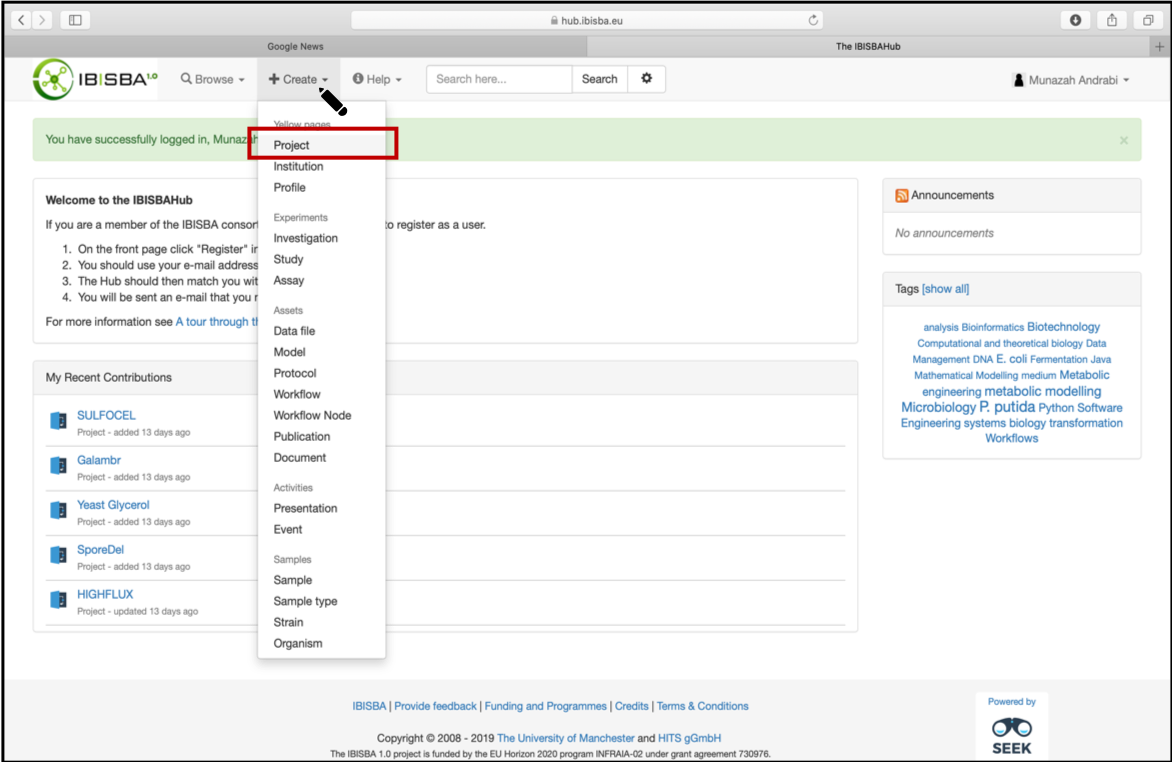 hub.ibisba.eu
Google News
The IBISBAHub
IBISBA 1.0
Browse
Create
Help
Search here...
Search
Munazah Andrabi
You have successfully logged in, Munazah
Yellow pages
Project
Institution
Profile
Experiments
Investigation
Study
Assay
Assets
Data file
Model
Protocol
Workflow
Workflow Node
Publication
Document
Activities
Presentation
Event
Samples
Sample
Sample type
Strain
Organism
Welcome to the IBISBAHub
If you are a member of the IBISBA consort to register as a user.
1. On the front page click "Register" in
2. You should use your e-mail address
3. The Hub should then match you wit
4. You will be sent an e-mail that you
For more information see A tour through th
My Recent Contributions
SULFOCEL
Project - added 13 days ago
Galambr
Project - added 13 days ago
Yeast Glycerol
Project - added 13 days ago
SporeDel
Project - added 13 days ago
HIGHFLUX
Project - updated 13 days ago
Announcements
No announcements
Tags [show all]
analysis Bioinformatics Biotechnology
Computational and theoretical biology Data
Management DNA E. coli Fermentation Java
Mathematical Modelling medium Metabolic
engineering metabolic modelling
Microbiology P. putida Python Software
Engineering systems biology transformation
Workflows
IBISBA | Provide feedback | Funding and Programmes | Credits | Terms & Conditions
Copyright © 2008 - 2019 The University of Manchester and HITS gGmbH
The IBISBA 1.0 project is funded by the EU Horizon 2020 program INFRAIA-02 under grant agreement 730976.
Powered by
SEEK